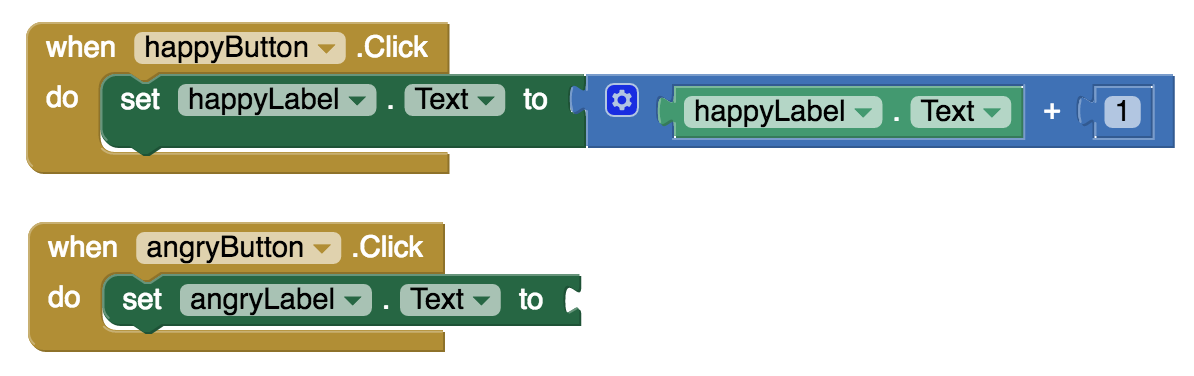 when happyButton .Click
do set happyLabel . Text to happyLabel . Text + 1
when angryButton .Click
do set angryLabel . Text to